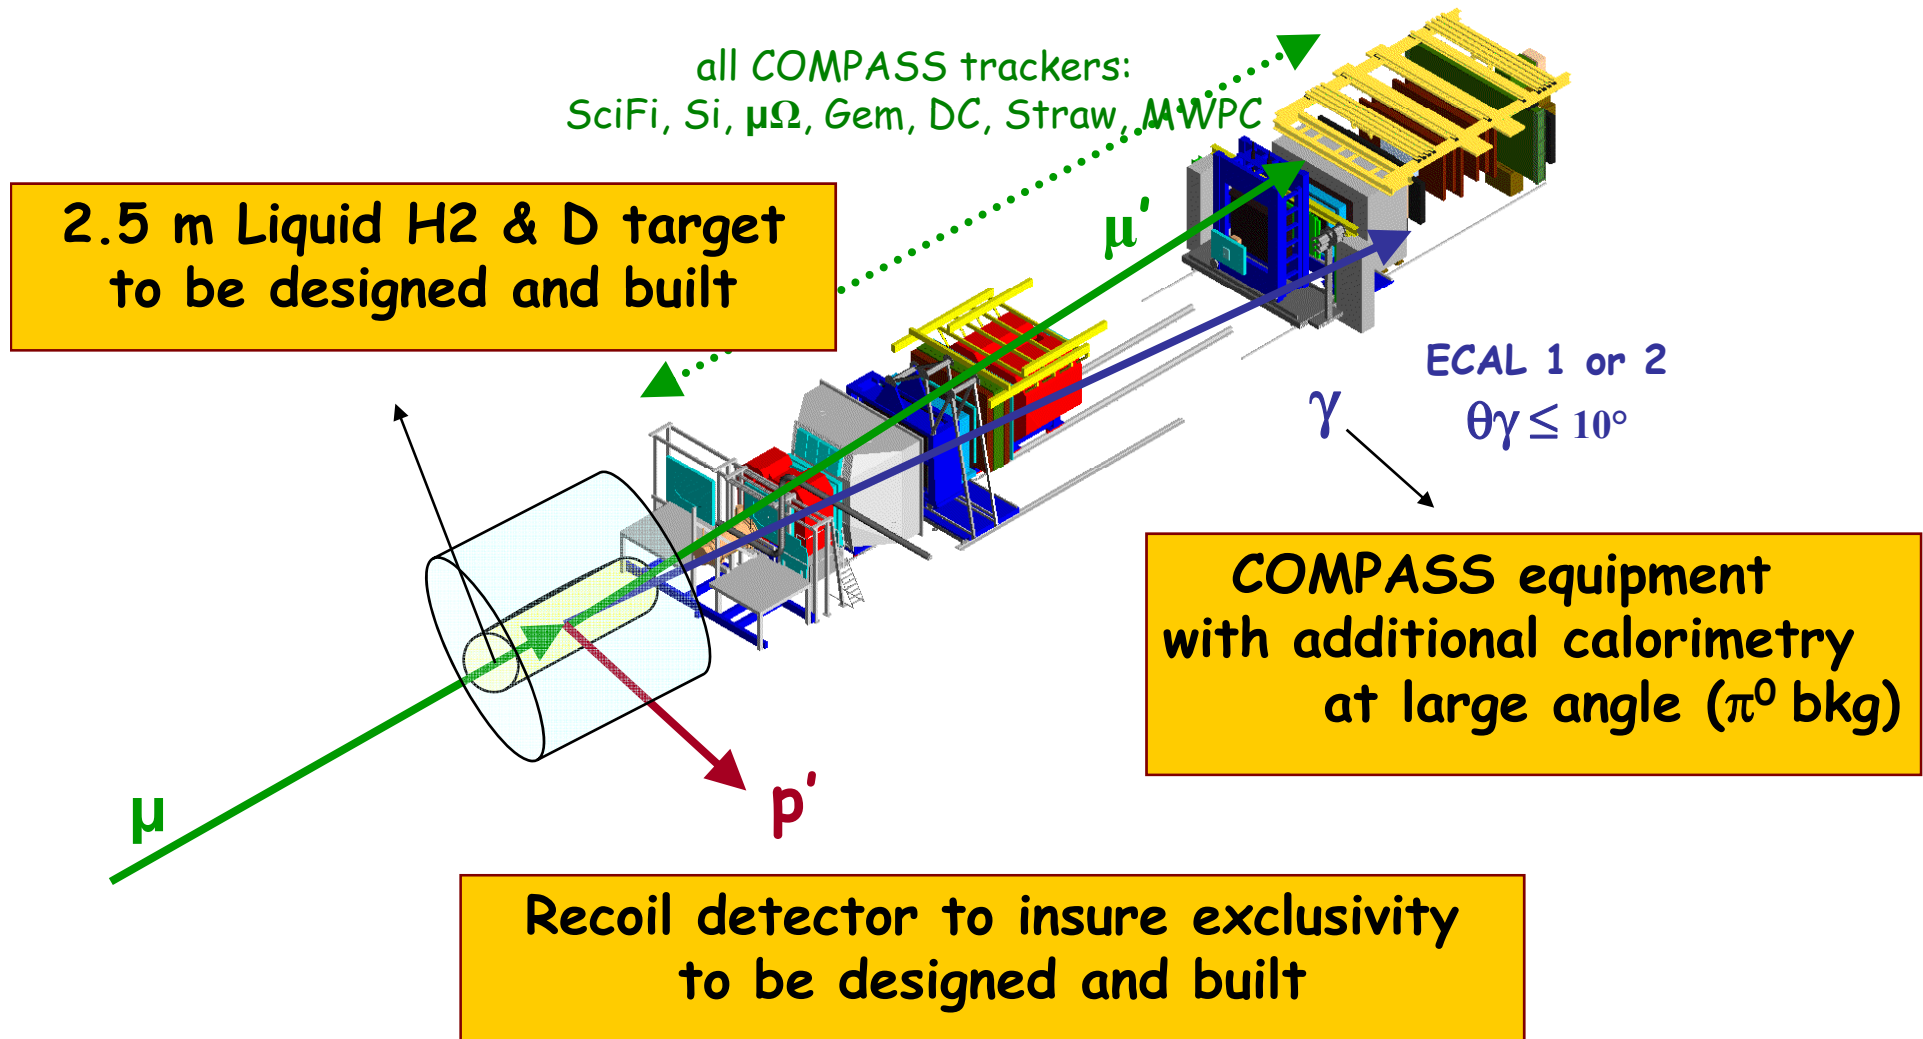 all COMPASS trackers:
SciFi, Si, μΩ, Gem, DC, Straw, MWPC
2.5 m Liquid H2 & D target
to be designed and built
μ′
ECAL 1 or 2
γ
θγ ≤ 10°
COMPASS equipment
with additional calorimetry
at large angle (π⁰ bkg)
μ
p′
Recoil detector to insure exclusivity
to be designed and built